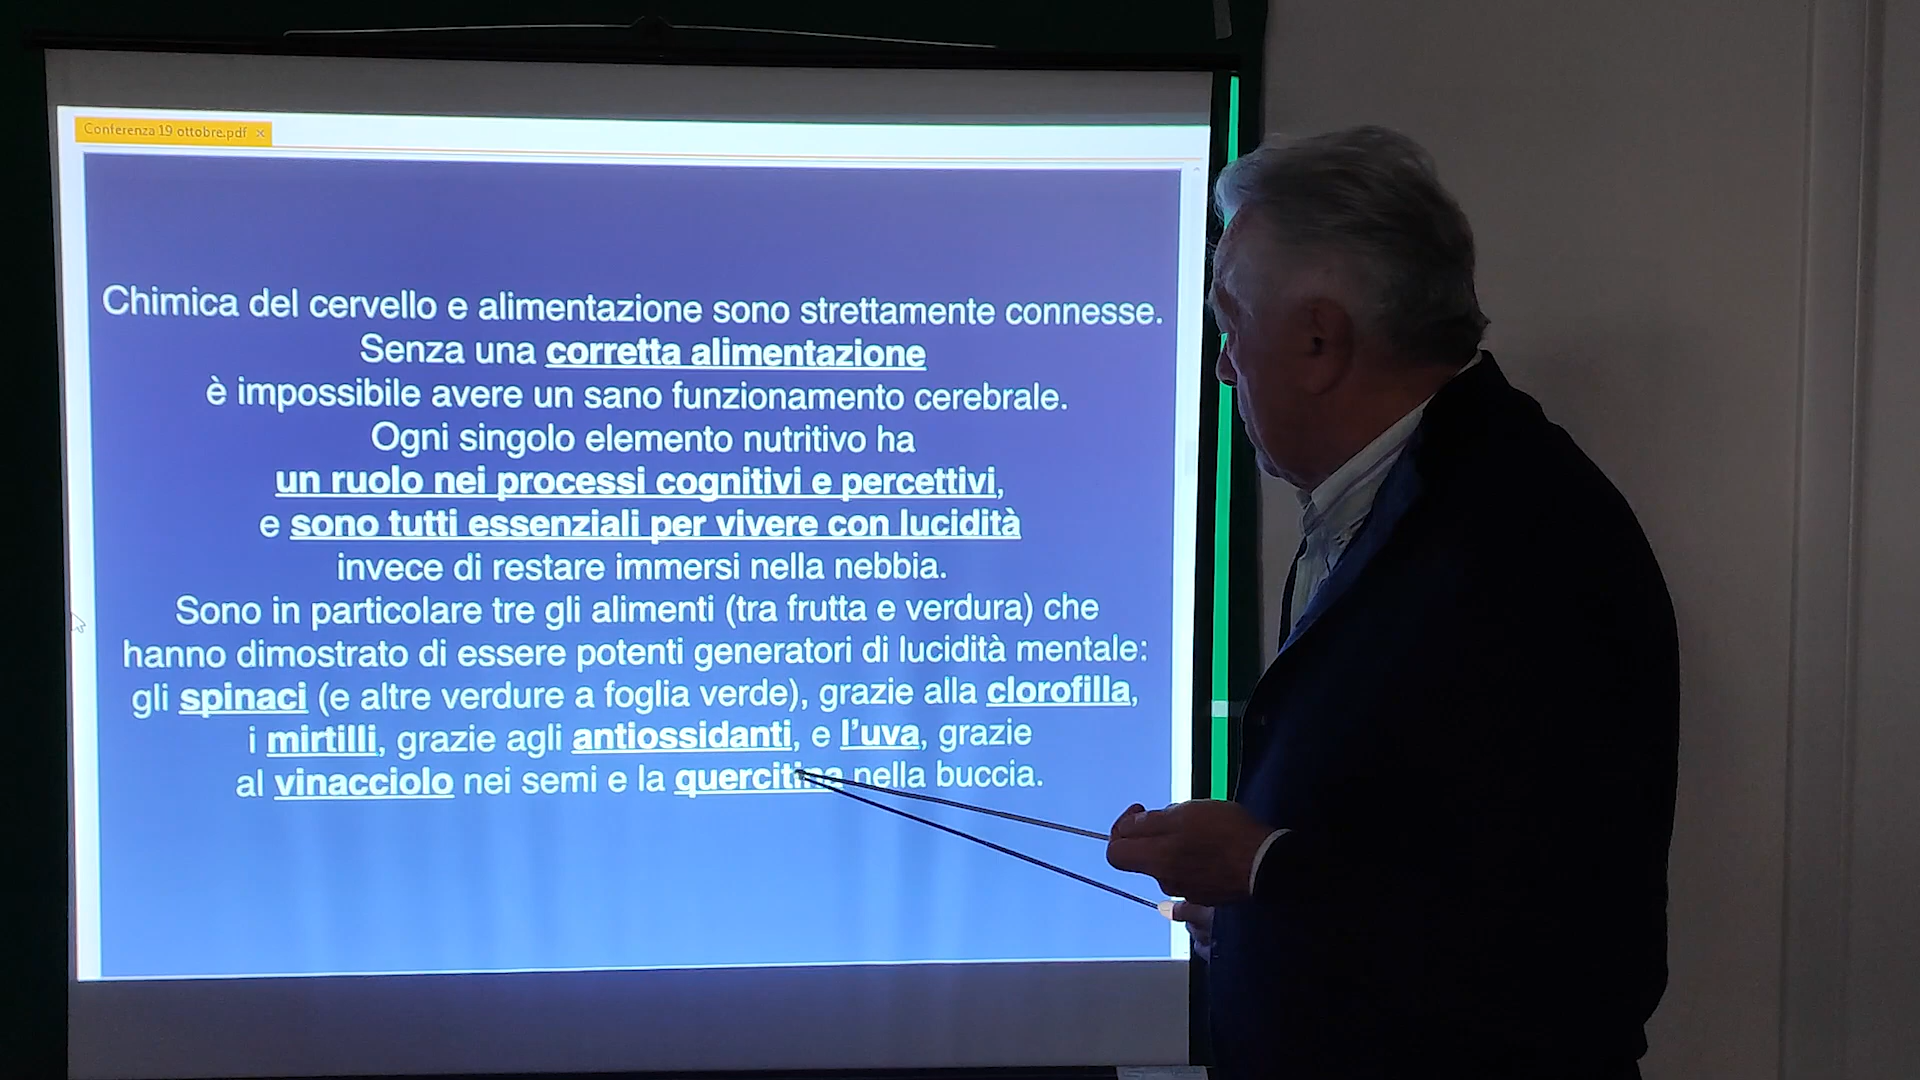 Conferenza 19 ottobre.pdf ×
Chimica del cervello e alimentazione sono strettamente connesse.
Senza una corretta alimentazione
è impossibile avere un sano funzionamento cerebrale.
Ogni singolo elemento nutritivo ha
un ruolo nei processi cognitivi e percettivi,
e sono tutti essenziali per vivere con lucidità
invece di restare immersi nella nebbia.
Sono in particolare tre gli alimenti (tra frutta e verdura) che
hanno dimostrato di essere potenti generatori di lucidità mentale:
gli spinaci (e altre verdure a foglia verde), grazie alla clorofilla,
i mirtilli, grazie agli antiossidanti, e l’uva, grazie
al vinacciolo nei semi e la quercitina nella buccia.